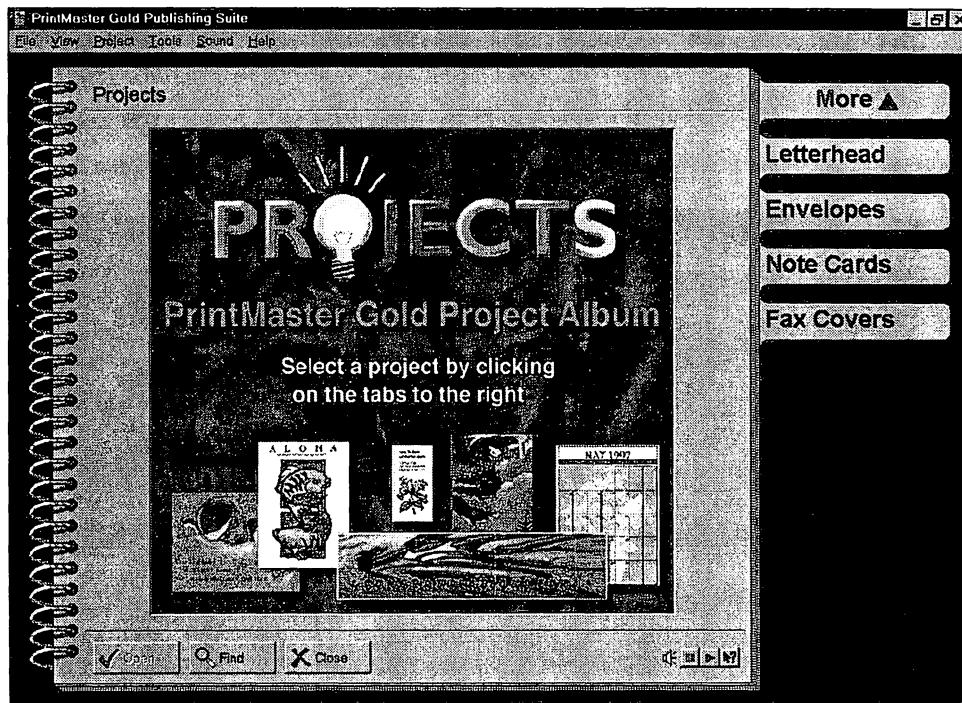 PrintMaster Gold Publishing Suite
File View Project Tools Sound Help
Projects
PROJECTS
PrintMaster Gold Project Album
Select a project by clicking
on the tabs to the right
ALOHA
MAY 1997
Open Find Close
More
Letterhead
Envelopes
Note Cards
Fax Covers